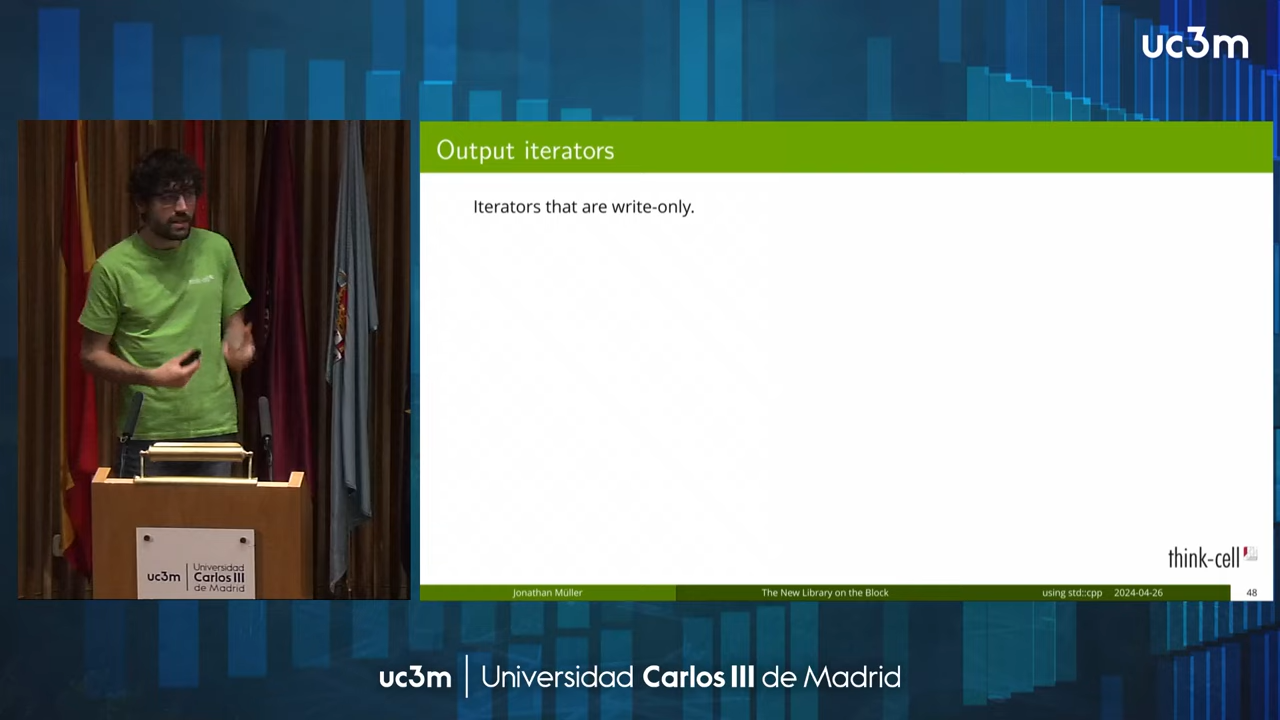 uc3m
Output iterators
Iterators that are write-only.
think-cell
Jonathan Müller
The New Library on the Block
using std::cpp 2024-04-26
48
uc3m
Universidad
Carlos III
de Madrid
uc3m | Universidad Carlos III de Madrid